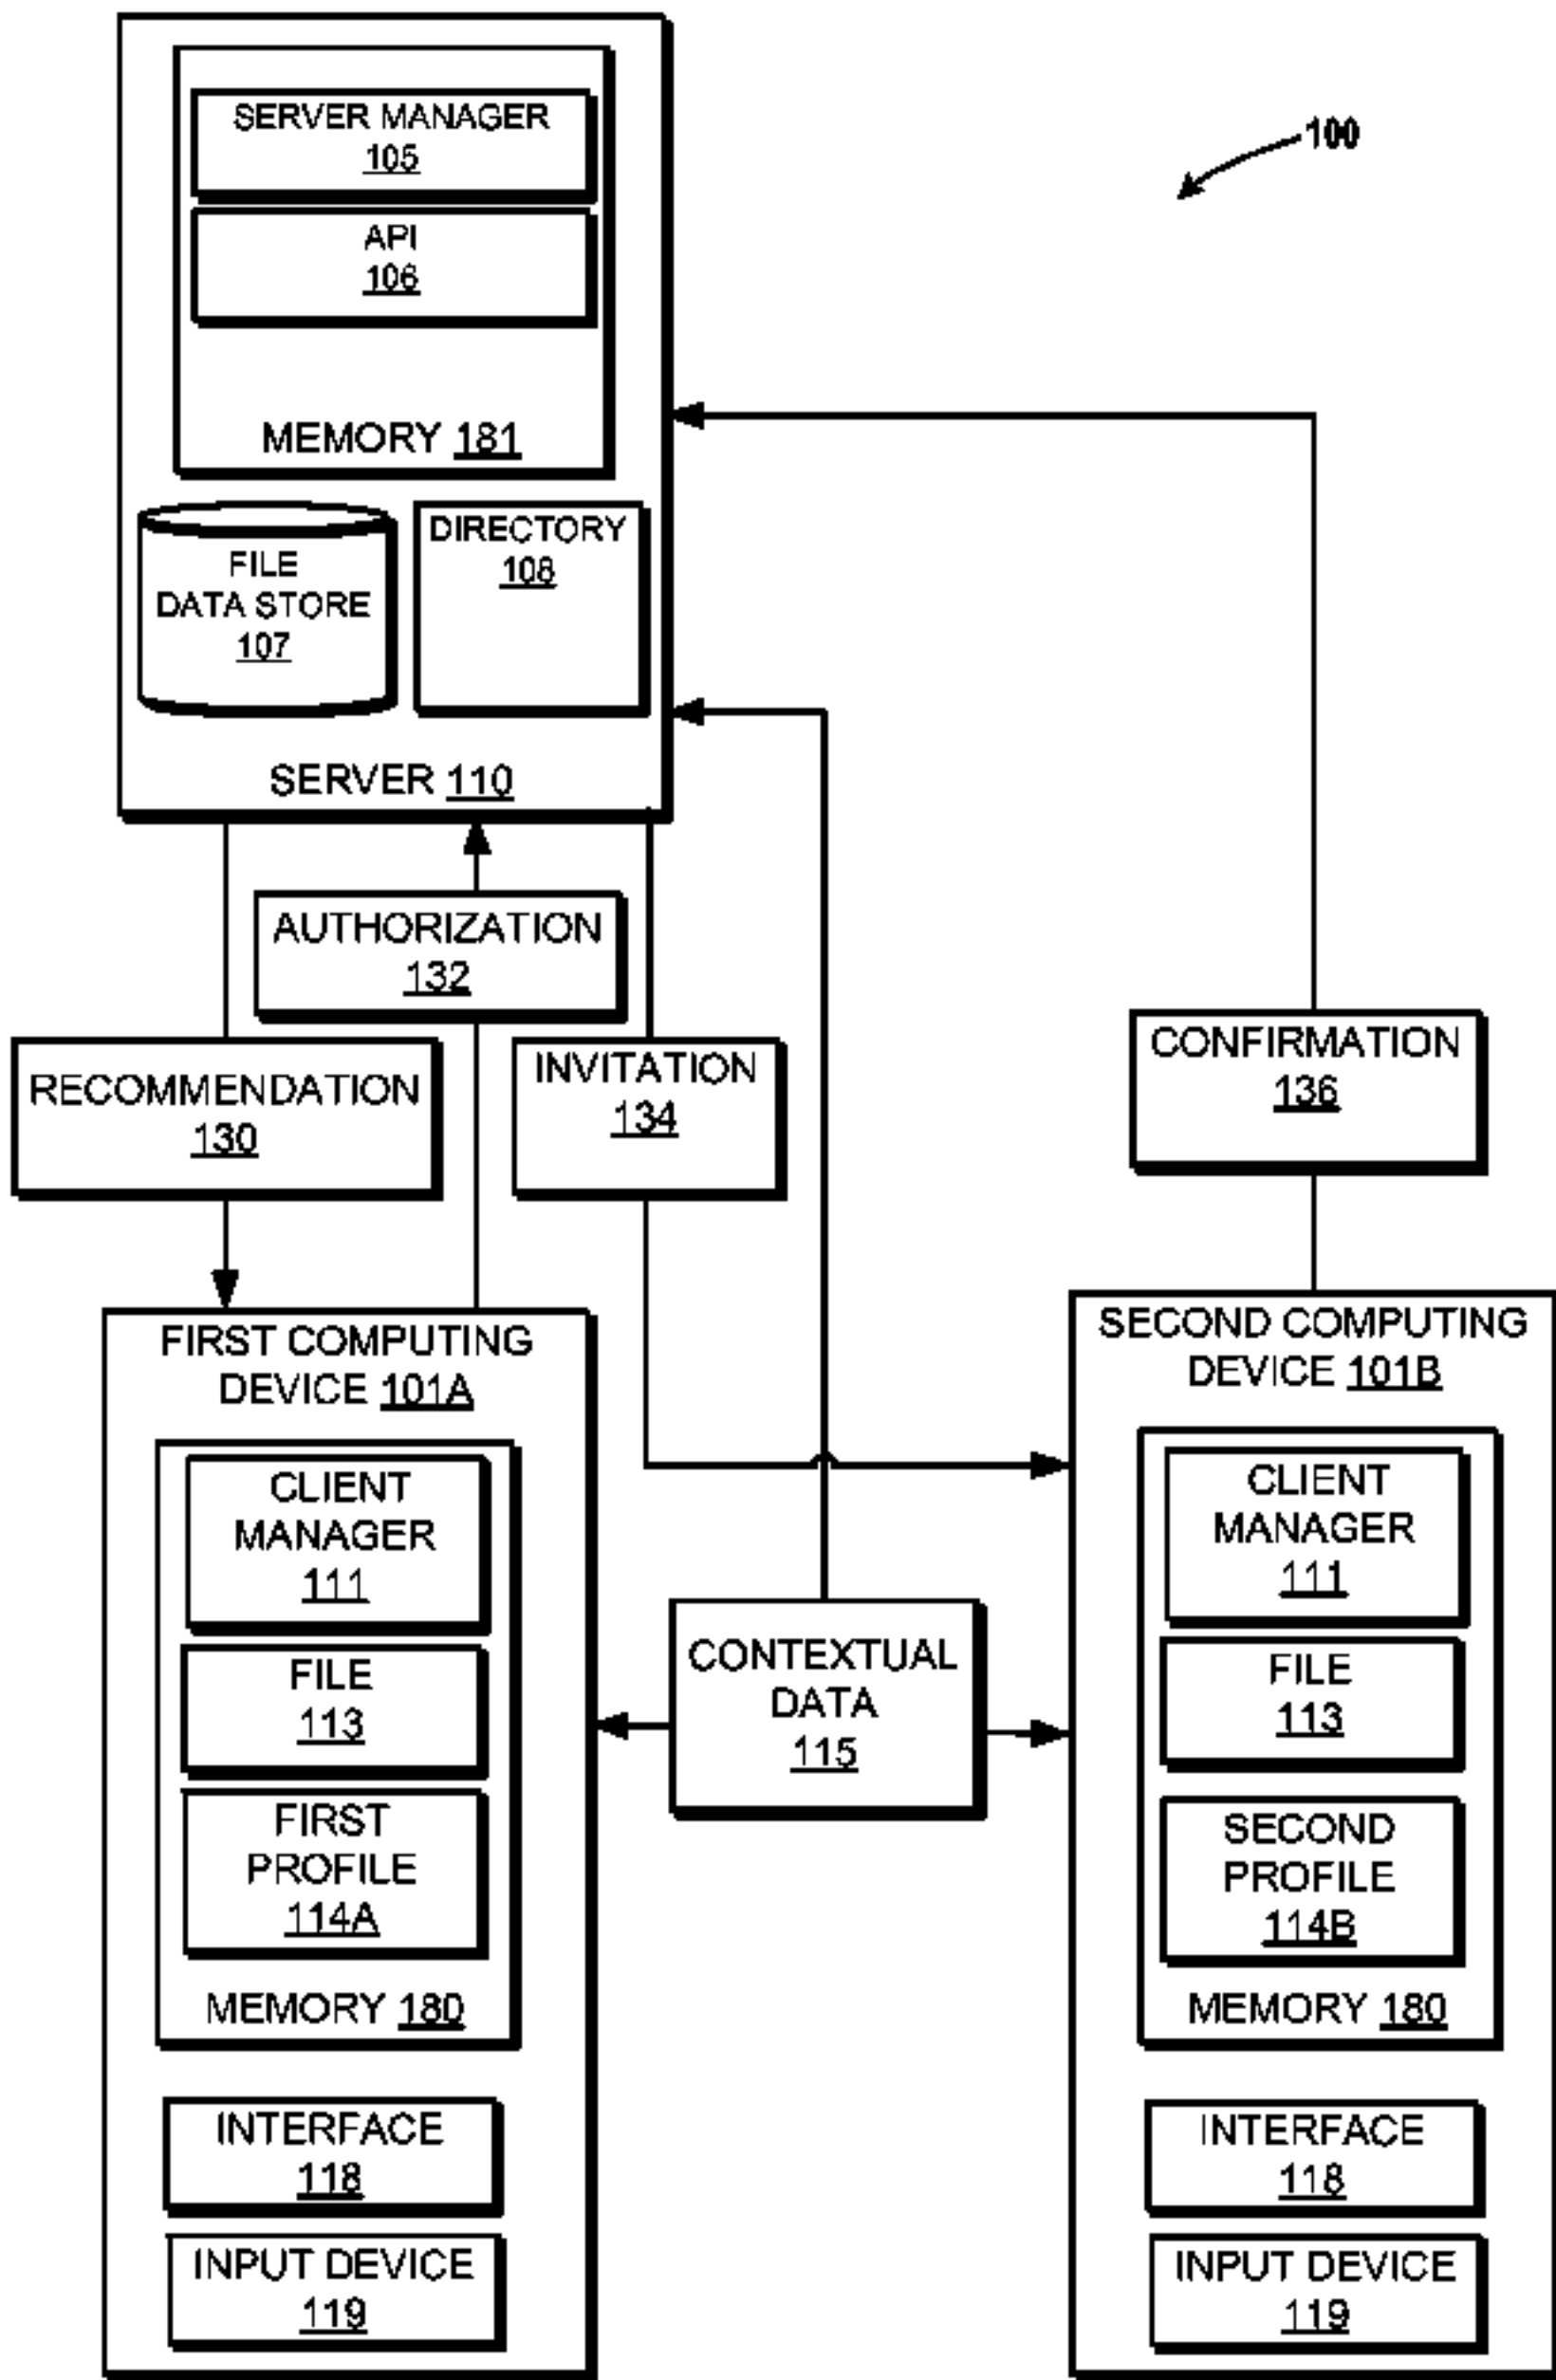 SERVER MANAGER
105
API
106
MEMORY 181
FILE
DATA STORE
107
DIRECTORY
108
SERVER 110
100
AUTHORIZATION
132
RECOMMENDATION
130
INVITATION
134
CONFIRMATION
136
FIRST COMPUTING
DEVICE 101A
CLIENT
MANAGER
111
FILE
113
FIRST
PROFILE
114A
MEMORY 180
INTERFACE
118
INPUT DEVICE
119
CONTEXTUAL
DATA
115
SECOND COMPUTING
DEVICE 101B
CLIENT
MANAGER
111
FILE
113
SECOND
PROFILE
114B
MEMORY 180
INTERFACE
118
INPUT DEVICE
119